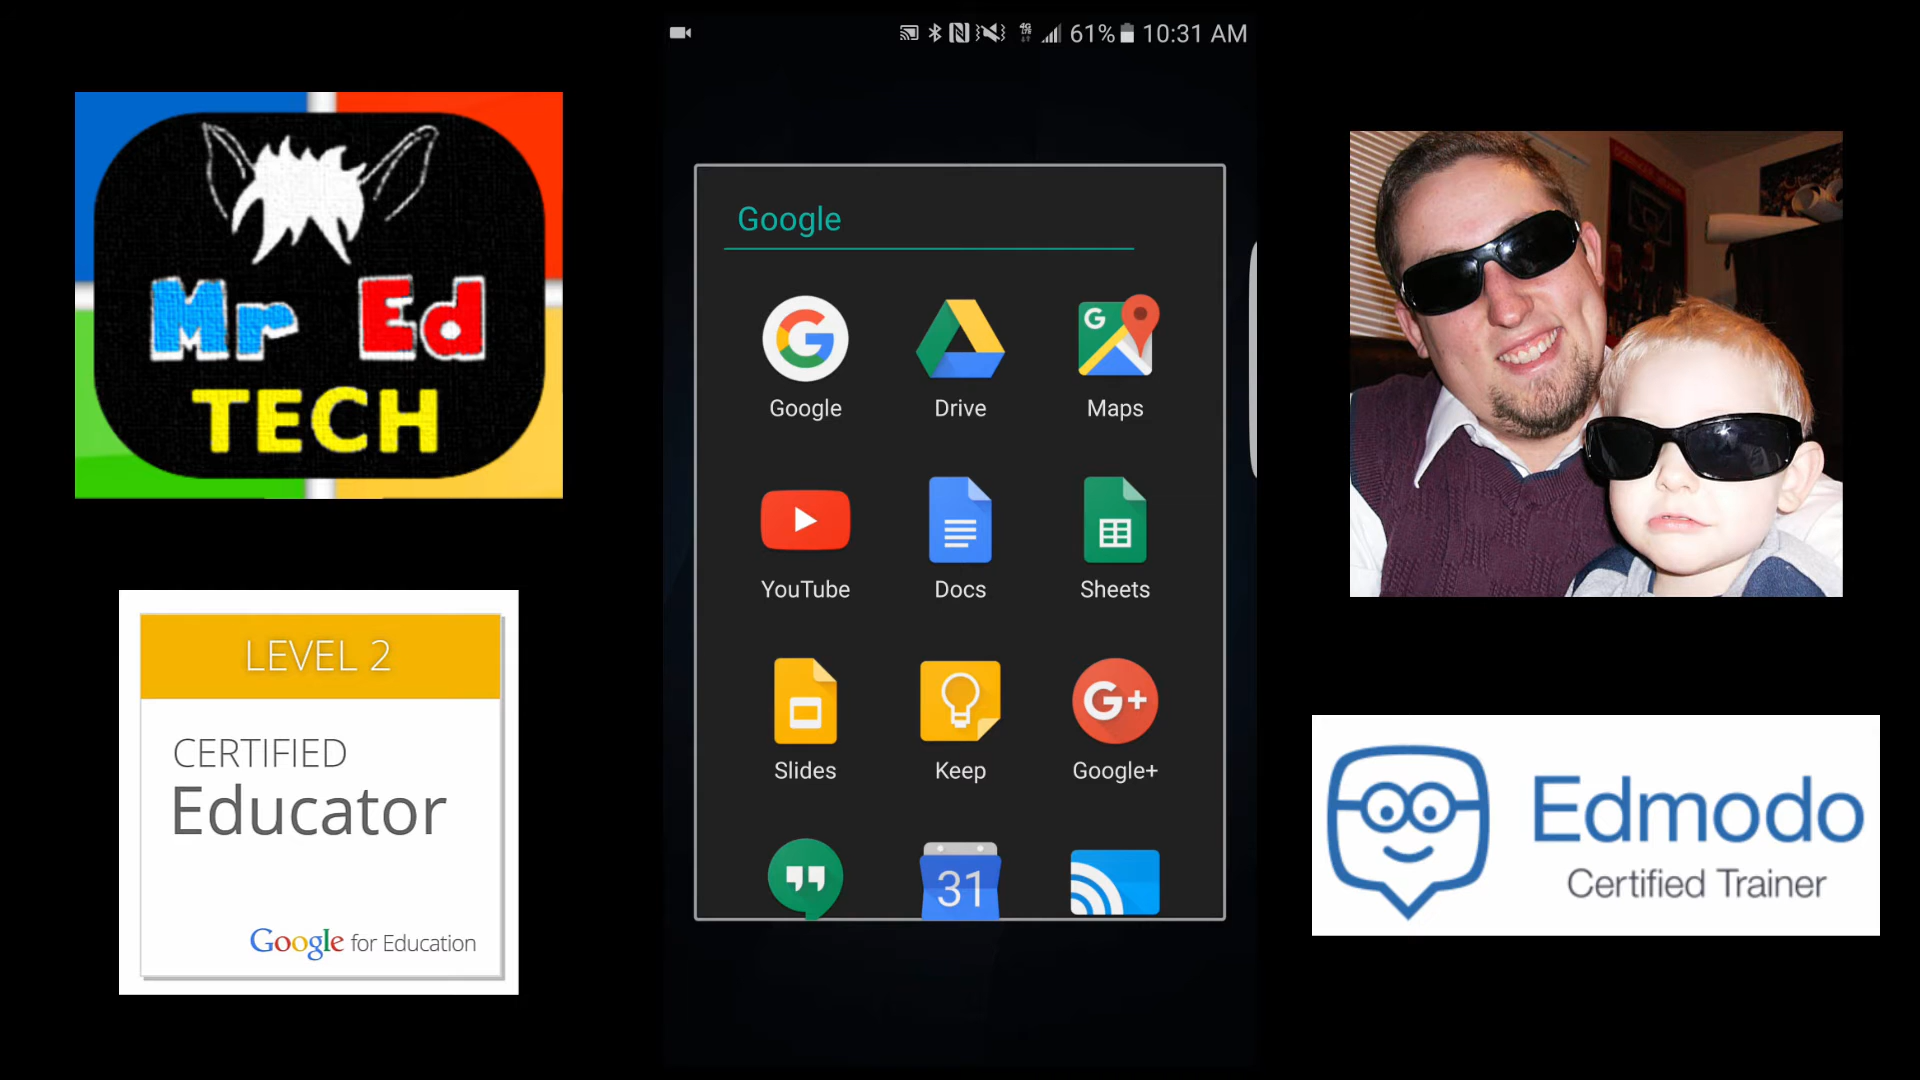 61% 10:31 AM
Mr Ed
TECH
LEVEL 2
CERTIFIED
Educator
Google for Education
Google
G
Google
Drive
G
Maps
YouTube
Docs
Sheets
Slides
Keep
G+
Google+
31
Edmodo
Certified Trainer